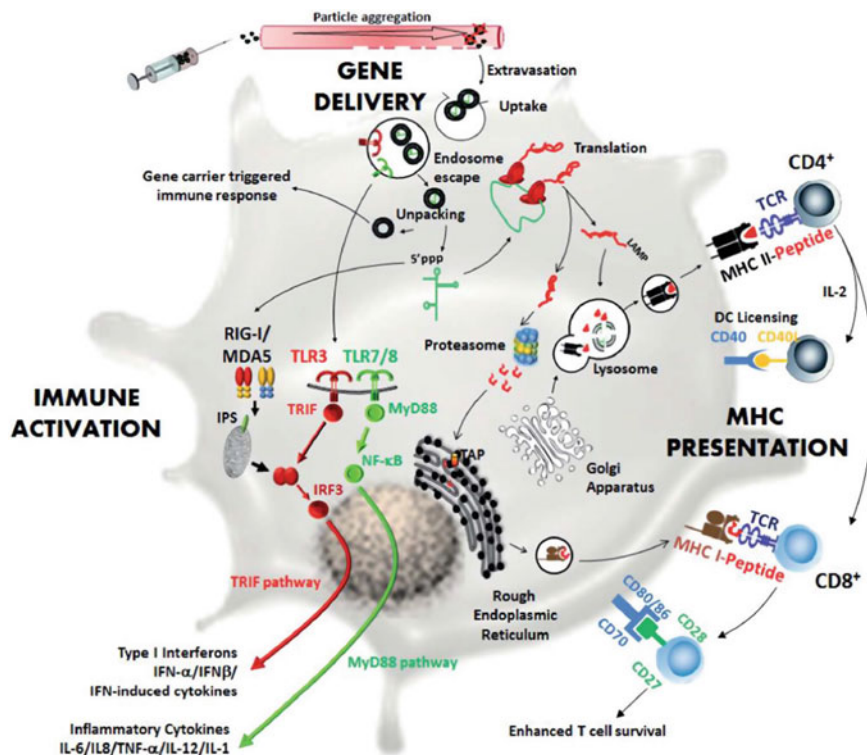 Particle aggregation
GENE
DELIVERY
Extravasation
Uptake
Endosome
escape
Translation
Gene carrier triggered
immune response
Unpacking
5'ppp
LAMP
CD4+
TCR
MHC II-Peptide
IL-2
DC Licensing
CD40
CD40L
RIG-I/
MDA5
TLR3
TLR7/8
Proteasome
Lysosome
IMMUNE
ACTIVATION
IPS
TRIF
MyD88
MHC
PRESENTATION
NF-κB
TAP
Golgi
Apparatus
IRF3
TCR
MHC I-Peptide
CD8+
TRIF pathway
Rough
Endoplasmic
Reticulum
CD80/86
CD28
CD70
CD27
MyD88 pathway
Type I Interferons
IFN-α/IFNβ/
IFN-induced cytokines
Enhanced T cell survival
Inflammatory Cytokines
IL-6/IL8/TNF-α/IL-12/IL-1